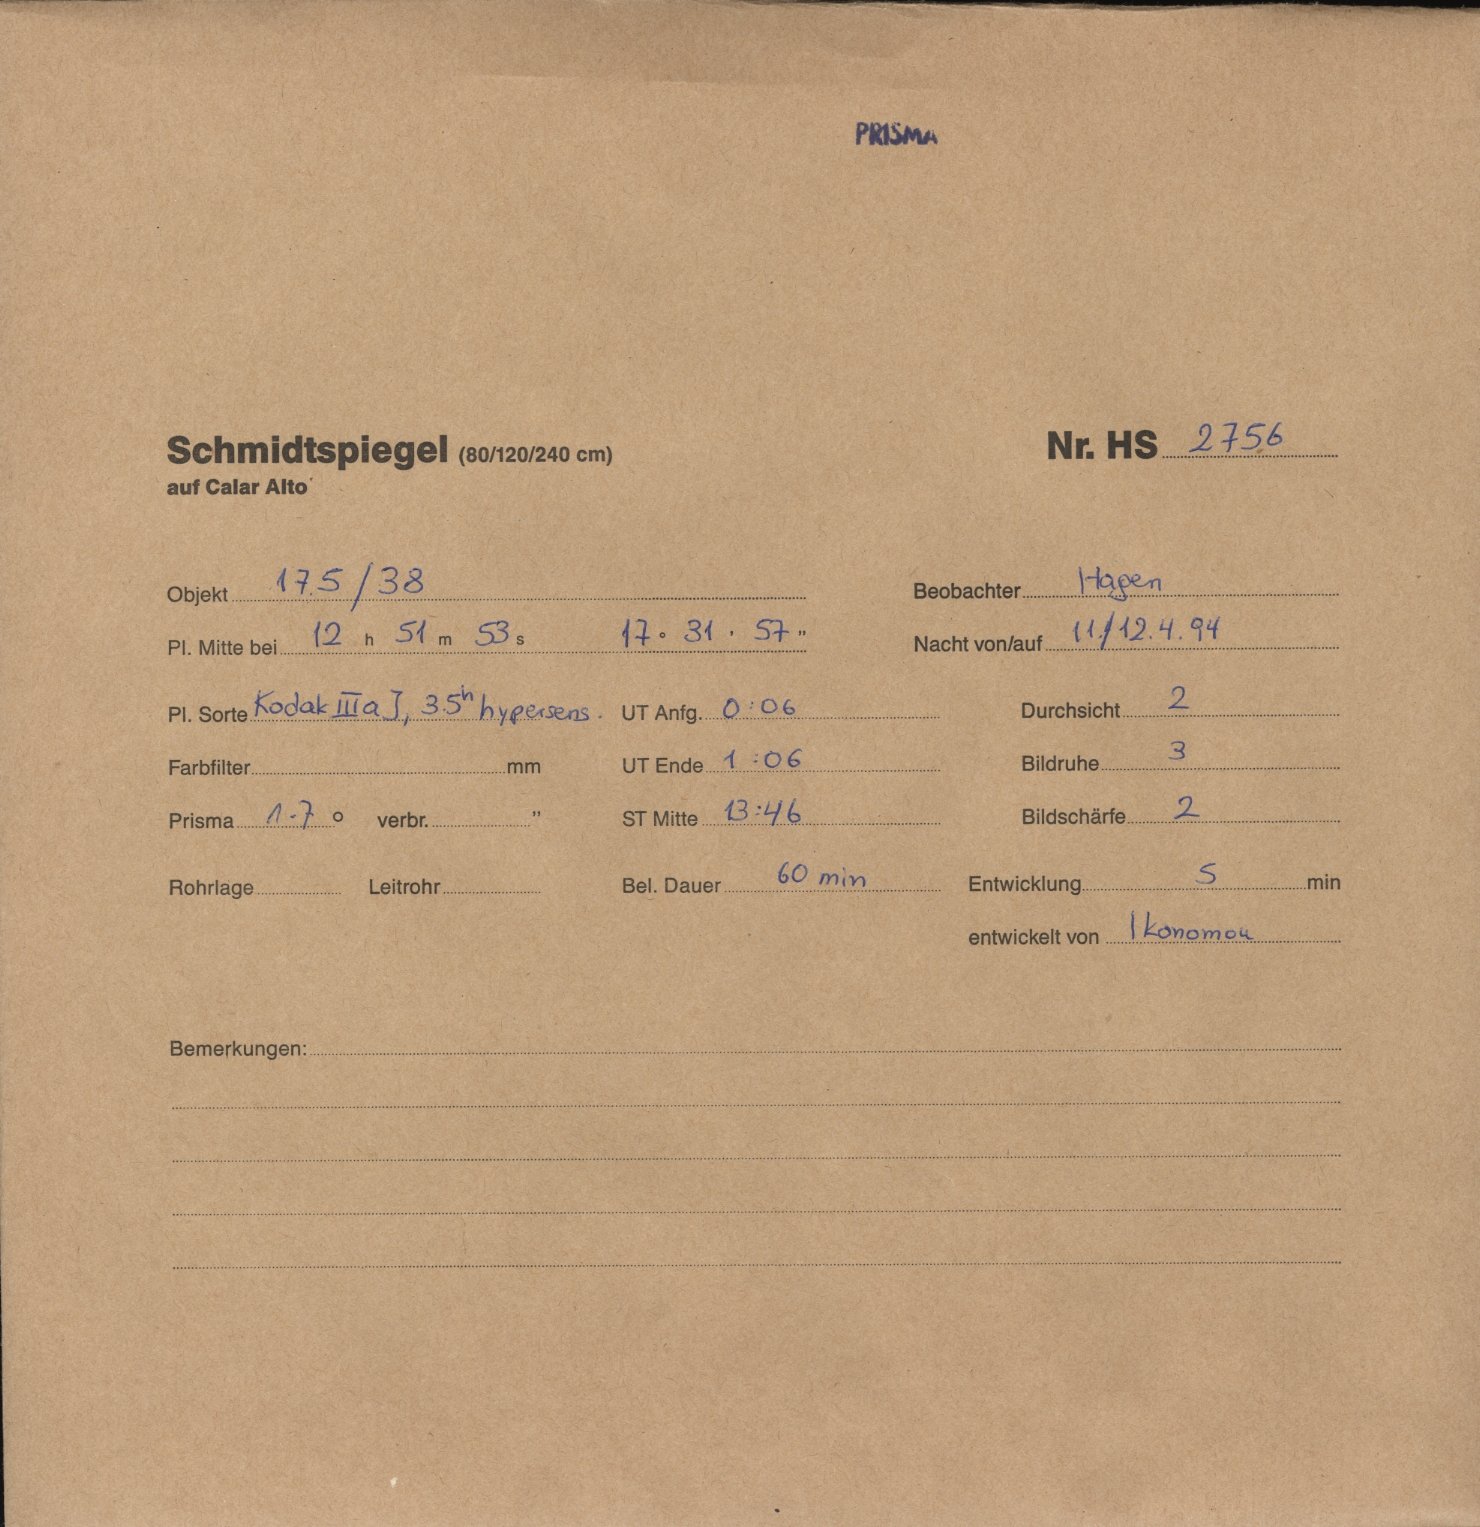 PRISMA
Schmidtspiegel (80/120/240 cm) Nr. HS 2756
auf Calar Alto
Objekt 17.5/38 Beobachter Hagen
Pl. Mitte bei 12 h 51 m 53 s 17° 31' 57" Nacht von/auf 11./12.4.94
Pl. Sorte Kodak IIIa J, 3.5h hypersens. UT Anfg. 0:06 Durchsicht 2
Farbfilter mm UT Ende 1:06 Bildruhe 3
Prisma 1.7° verbr. " ST Mitte 13:46 Bildschärfe 2
Rohrlage Leitrohr Bel. Dauer 60 min Entwicklung 5 min
entwickelt von Ikonomou
Bemerkungen: